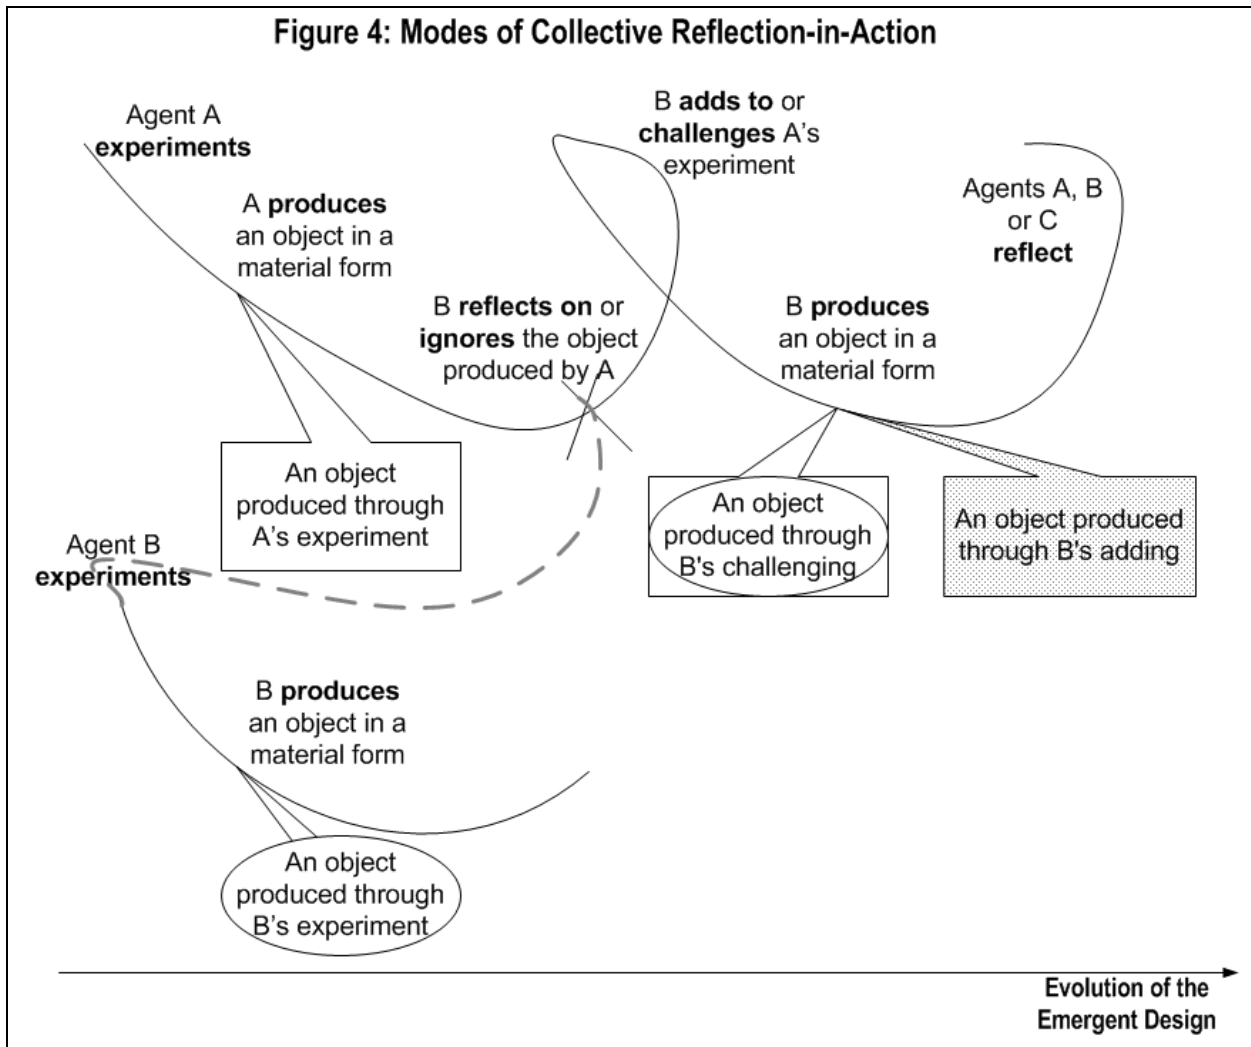 Figure 4: Modes of Collective Reflection-in-Action
Agent A
experiments
A produces
an object in a
material form
B reflects on or
ignores the object
produced by A
B adds to or
challenges A's
experiment
Agents A, B
or C
reflect
B produces
an object in a
material form
An object
produced through
A's experiment
An object
produced through
B's challenging
An object produced
through B's adding
Agent B
experiments
B produces
an object in a
material form
An object
produced through
B's experiment
Evolution of the
Emergent Design